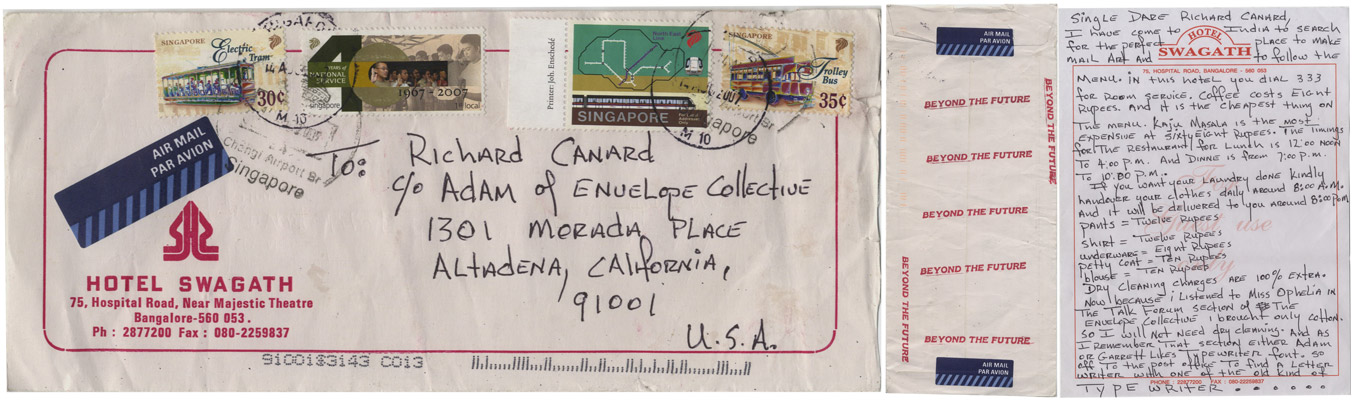 SINGAPORE
Electric Tram
30¢
YEARS OF
NATIONAL SERVICE
1967 - 2007
singapore
local
Printer: Joh. Enschedé
North East Line
For Local Addresses Only
SINGAPORE
SINGAPORE
Trolley Bus
35¢
14 AUG
M 10
Changi Airport Br
Singapore
2007
M 10
Singapore
AIR MAIL
PAR AVION
To:
RICHARD CANARD
c/o ADAM of ENVELOPE COLLECTIVE
1301 MORADA PLACE
ALTADENA, CALIFORNIA,
91001
U.S.A.
HOTEL SWAGATH
75, Hospital Road, Near Majestic Theatre
Bangalore-560 053.
Ph : 2877200 Fax : 080-2259837
91001$3143 C013
AIR MAIL
PAR AVION
BEYOND THE FUTURE
BEYOND THE FUTURE
BEYOND THE FUTURE
BEYOND THE FUTURE
BEYOND THE FUTURE
BEYOND THE FUTURE
BEYOND THE FUTURE
AIR MAIL
PAR AVION
Single DARE RICHARD CANARD,
I HAVE COME TO INDIA TO SEARCH
FOR THE PERFECT PLACE TO MAKE
MAIL ART AND TO FOLLOW THE
HOTEL
SWAGATH
75, HOSPITAL ROAD, BANGALORE - 560 053
MENU. IN THIS HOTEL YOU DIAL 333
FOR ROOM SERVICE. COFFEE COSTS EIGHT
RUPEES. AND IT IS THE CHEAPEST THING ON
THE MENU. KAJU MASALA IS THE MOST
EXPENSIVE AT SIXTY EIGHT RUPEES. THE TIMINGS
FOR THE RESTAURANT FOR LUNCH IS 12:00 NOON
TO 4:00 P.M. AND DINNE IS FROM 7:00 P.M.
TO 10:00 P.M..
IF YOU WANT YOUR LAUNDRY DONE KINDLY
HANDOVER YOUR CLOTHES DAILY AROUND 8:00 A.M.
AND IT WILL BE DELIVERED TO YOU AROUND 8:00 P.M.
PANTS = TWELVE RUPEES
SHIRT = TWELVE RUPEES
UNDERWARE = EIGHT RUPEES
PETTY COAT = TEN RUPEES
BLOUSE = TEN RUPEES
DRY CLEANING CHARGES ARE 100% EXTRA.
NOW BECAUSE I LISTENED TO MISS OPHELIA IN
THE TALK FORUM SECTION OF THE
ENVELOPE COLLECTIVE I BROUGHT ONLY COTTON.
SO I WILL NOT NEED DRY CLEANING. AND AS
I REMEMBER THAT SECTION EITHER ADAM
OR GARRETT LIKES TYPEWRITER FONT. SO
OFF TO THE POST OFFICE TO FIND A LETTER
WRITER WITH ONE OF THE OLD KIND OF
TYPE WRITER . . . . . .
PHONE : 22877200 FAX : 080-22259837